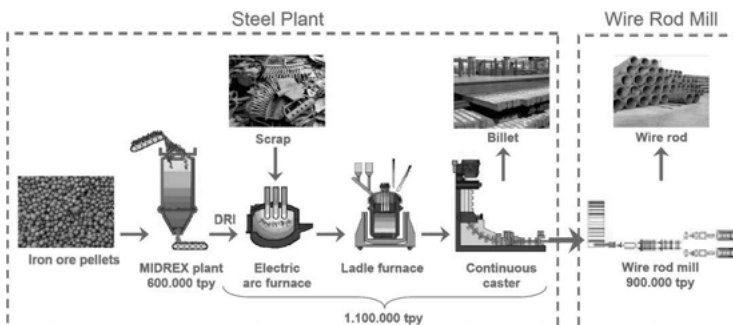 Steel Plant
Wire Rod Mill
Scrap
Billet
Wire rod
DRI
Iron ore pellets
MIDREX plant
600.000 tpy
Electric
arc furnace
Ladle furnace
Continuous
caster
Wire rod mill
900.000 tpy
1.100.000 tpy